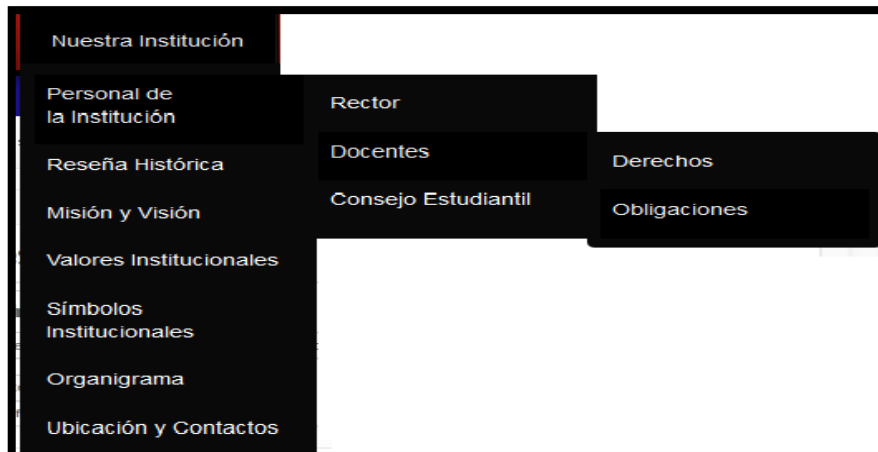 Nuestra Institución
Personal de
la Institución
Reseña Histórica
Misión y Visión
Valores Institucionales
Símbolos
Institucionales
Organigrama
Ubicación y Contactos
Rector
Docentes
Consejo Estudiantil
Derechos
Obligaciones